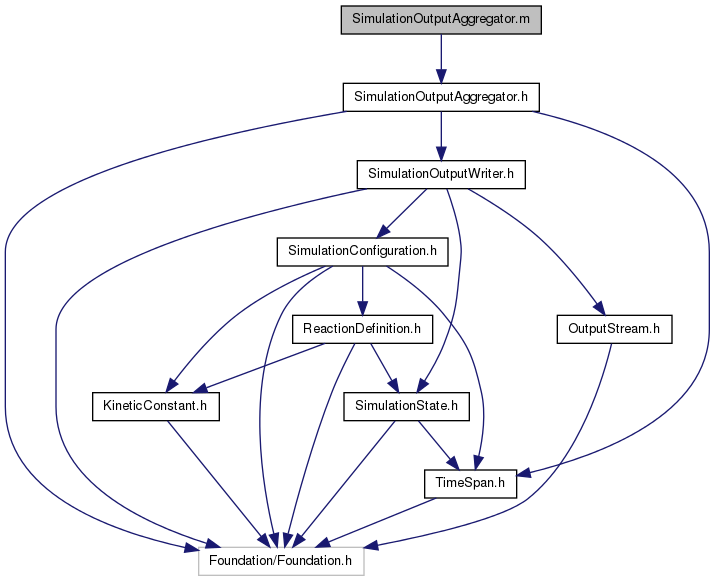 SimulationOutputAggregator.m
SimulationOutputAggregator.h
SimulationOutputWriter.h
SimulationConfiguration.h
ReactionDefinition.h
OutputStream.h
KineticConstant.h
SimulationState.h
TimeSpan.h
Foundation/Foundation.h